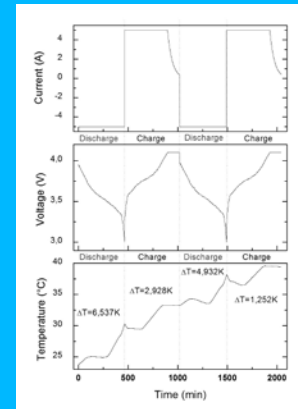 Current (A)
4
2
0
-2
-4
Discharge
Charge
Discharge
Charge
Voltage (V)
4,0
3,5
3,0
Discharge
Charge
Discharge
Charge
Temperature (°C)
40
35
30
25
ΔT=6,537K
ΔT=2,928K
ΔT=4,932K
ΔT=1,252K
0
500
1000
1500
2000
Time (min)